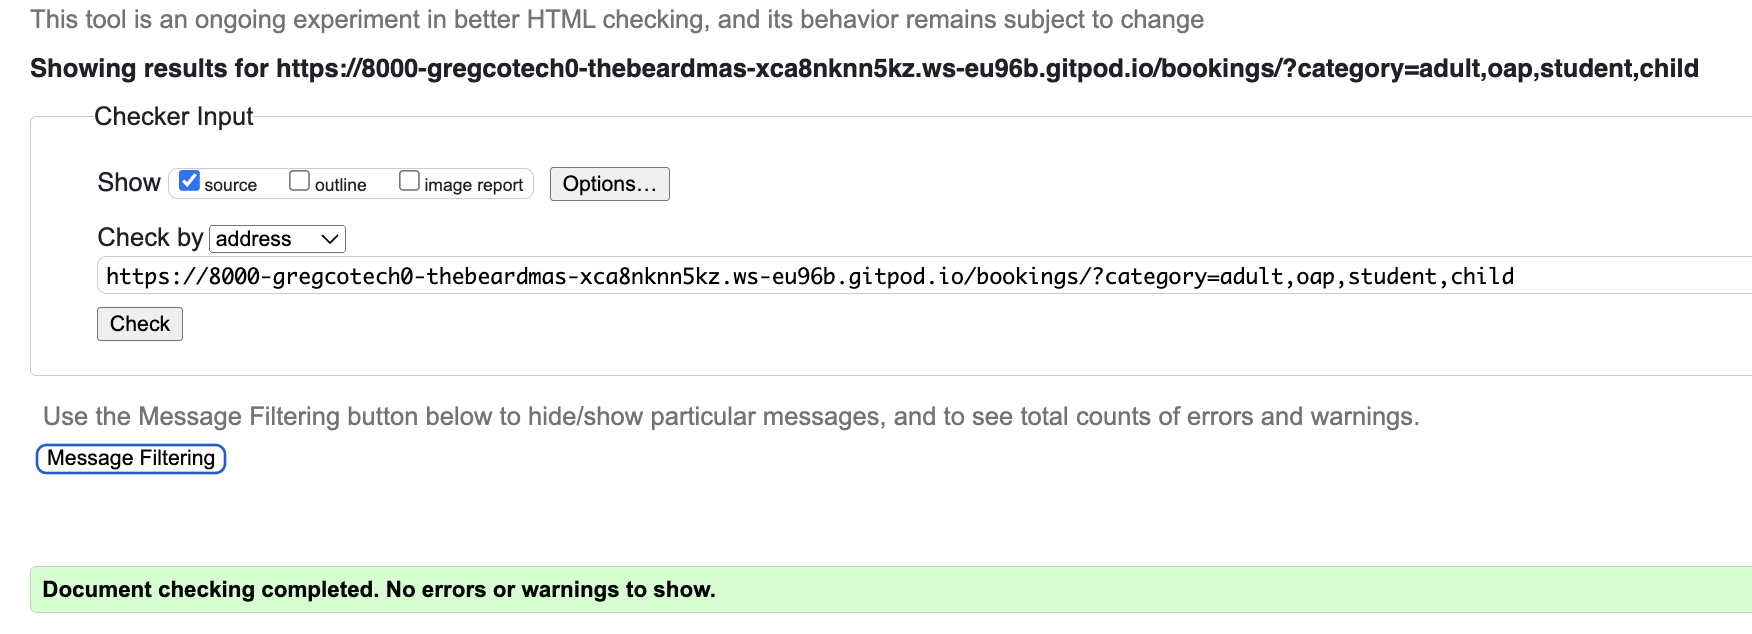 This tool is an ongoing experiment in better HTML checking, and its behavior remains subject to change
Showing results for https://8000-gregcotech0-thebeardmas-xca8nknn5kz.ws-eu96b.gitpod.io/bookings/?category=adult,oap,student,child
Checker Input
Show source outline image report Options...
Check by address
https://8000-gregcotech0-thebeardmas-xca8nknn5kz.ws-eu96b.gitpod.io/bookings/?category=adult,oap,student,child
Check
Use the Message Filtering button below to hide/show particular messages, and to see total counts of errors and warnings.
Message Filtering
Document checking completed. No errors or warnings to show.